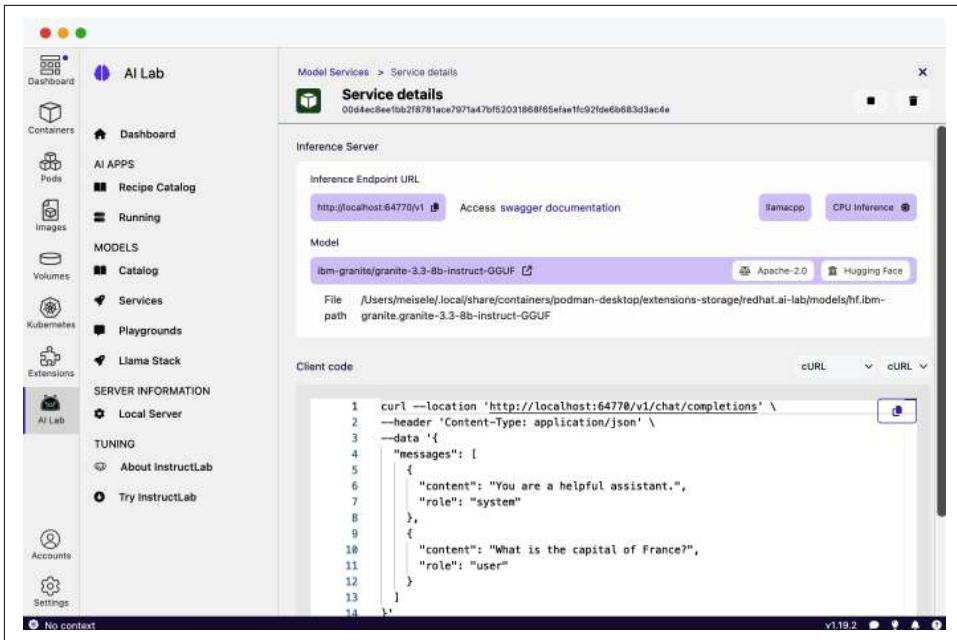 Dashboard
Containers
Pods
Images
Volumes
Kubernetes
Extensions
AI Lab
Accounts
Settings
AI Lab
Dashboard
AI APPS
Recipe Catalog
Running
MODELS
Catalog
Services
Playgrounds
Llama Stack
SERVER INFORMATION
Local Server
TUNING
About InstructLab
Try InstructLab
Model Services > Service details
Service details
Inference Server
Inference Endpoint URL
http://localhost:64770/v1 Access swagger documentation llamacpp CPU Inference
Model
ibm-granite/granite-3.3-8b-instruct-GGUF Apache-2.0 Hugging Face
File /Users/meisele/.local/share/containers/podman-desktop/extensions-storage/redhat.ai-lab/models/hf.ibm-
path granite.granite-3.3-8b-instruct-GGUF
Client code cURL cURL
1 curl --location 'http://localhost:64770/v1/chat/completions' \
2 --header 'Content-Type: application/json' \
3 --data '{
4 "messages": [
5 {
6 "content": "You are a helpful assistant.",
7 "role": "system"
8 },
9 {
10 "content": "What is the capital of France?",
11 "role": "user"
12 }
13 ]
14 }'
No context v1.19.2